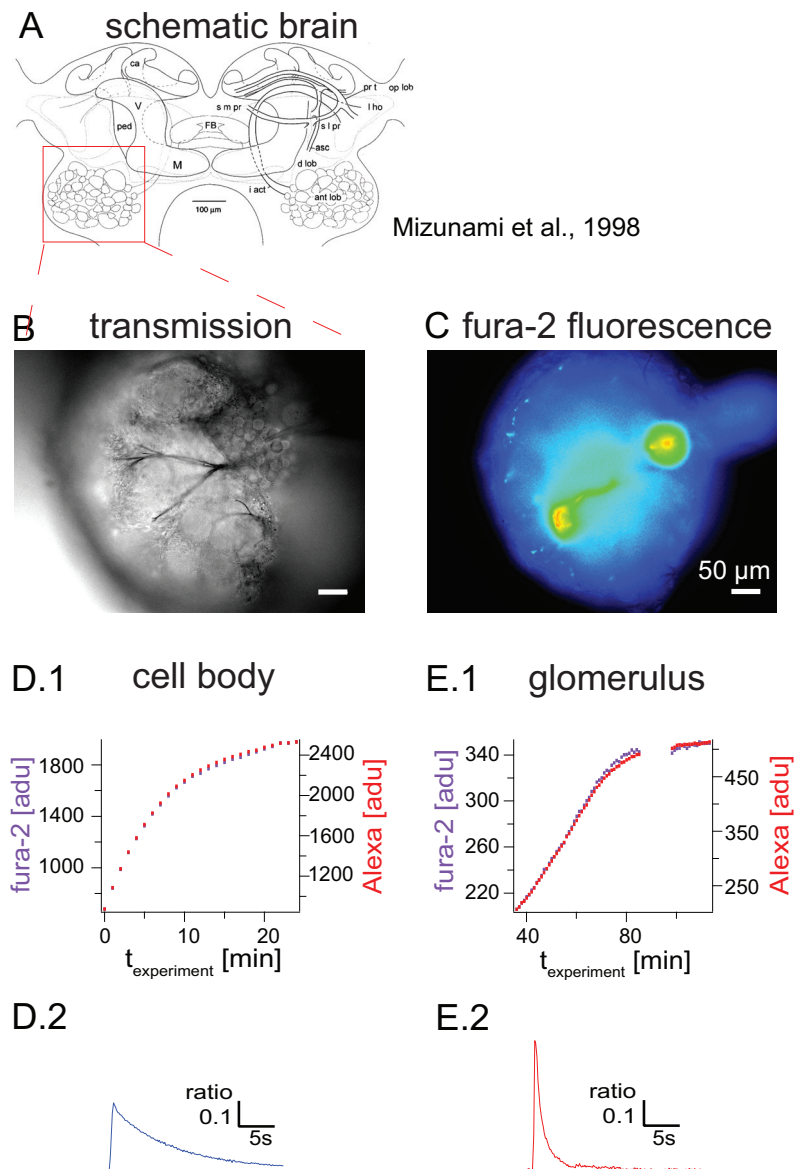 A schematic brain
ca
V
ped
FB
M
s m pr
pr t
op lob
l ho
s l pr
asc
d lob
i act
ant lob
100 µm
Mizunami et al., 1998
B transmission
C fura-2 fluorescence
50 µm
D.1 cell body
fura-2 [adu]
1800
1400
1000
Alexa [adu]
2400
2000
1600
1200
0 10 20
t experiment [min]
E.1 glomerulus
fura-2 [adu]
340
300
260
220
Alexa [adu]
450
350
250
40 80
t experiment [min]
D.2
ratio
0.1
5s
E.2
ratio
0.1
5s